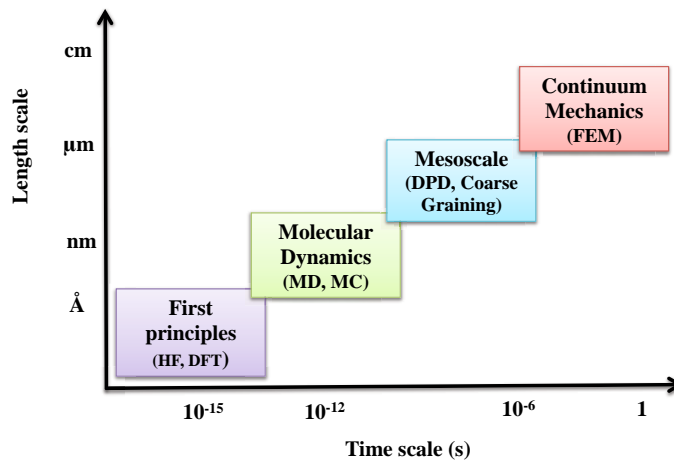 Length scale
cm
µm
nm
Å
Continuum
Mechanics
(FEM)
Mesoscale
(DPD, Coarse
Graining)
Molecular
Dynamics
(MD, MC)
First
principles
(HF, DFT)
10⁻¹⁵ 10⁻¹² 10⁻⁶ 1
Time scale (s)